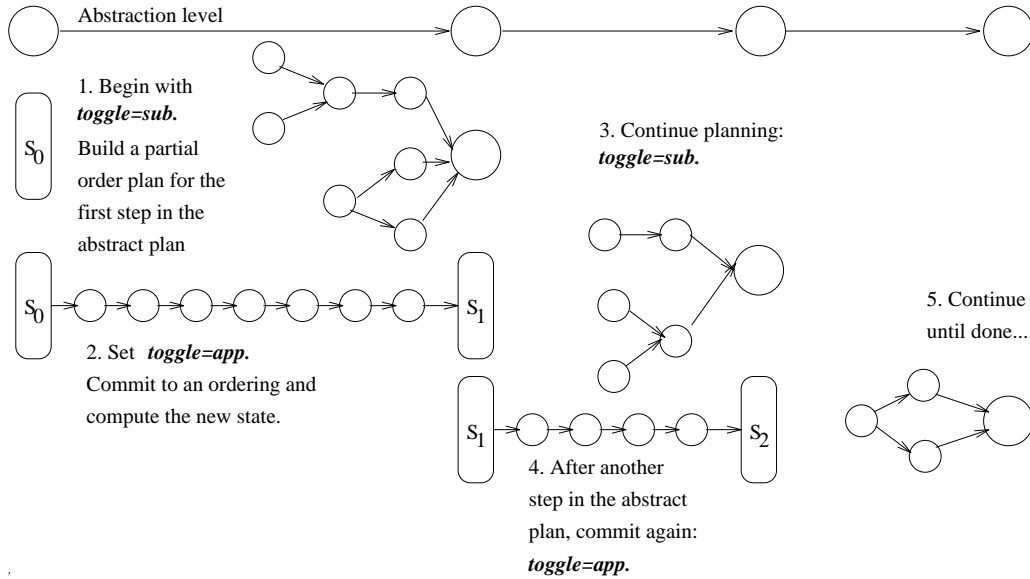 Abstraction level
1. Begin with
toggle=sub.
Build a partial
order plan for the
first step in the
abstract plan
S0
3. Continue planning:
toggle=sub.
S0
S1
2. Set toggle=app.
Commit to an ordering and
compute the new state.
5. Continue
until done...
S1
S2
4. After another
step in the abstract
plan, commit again:
toggle=app.